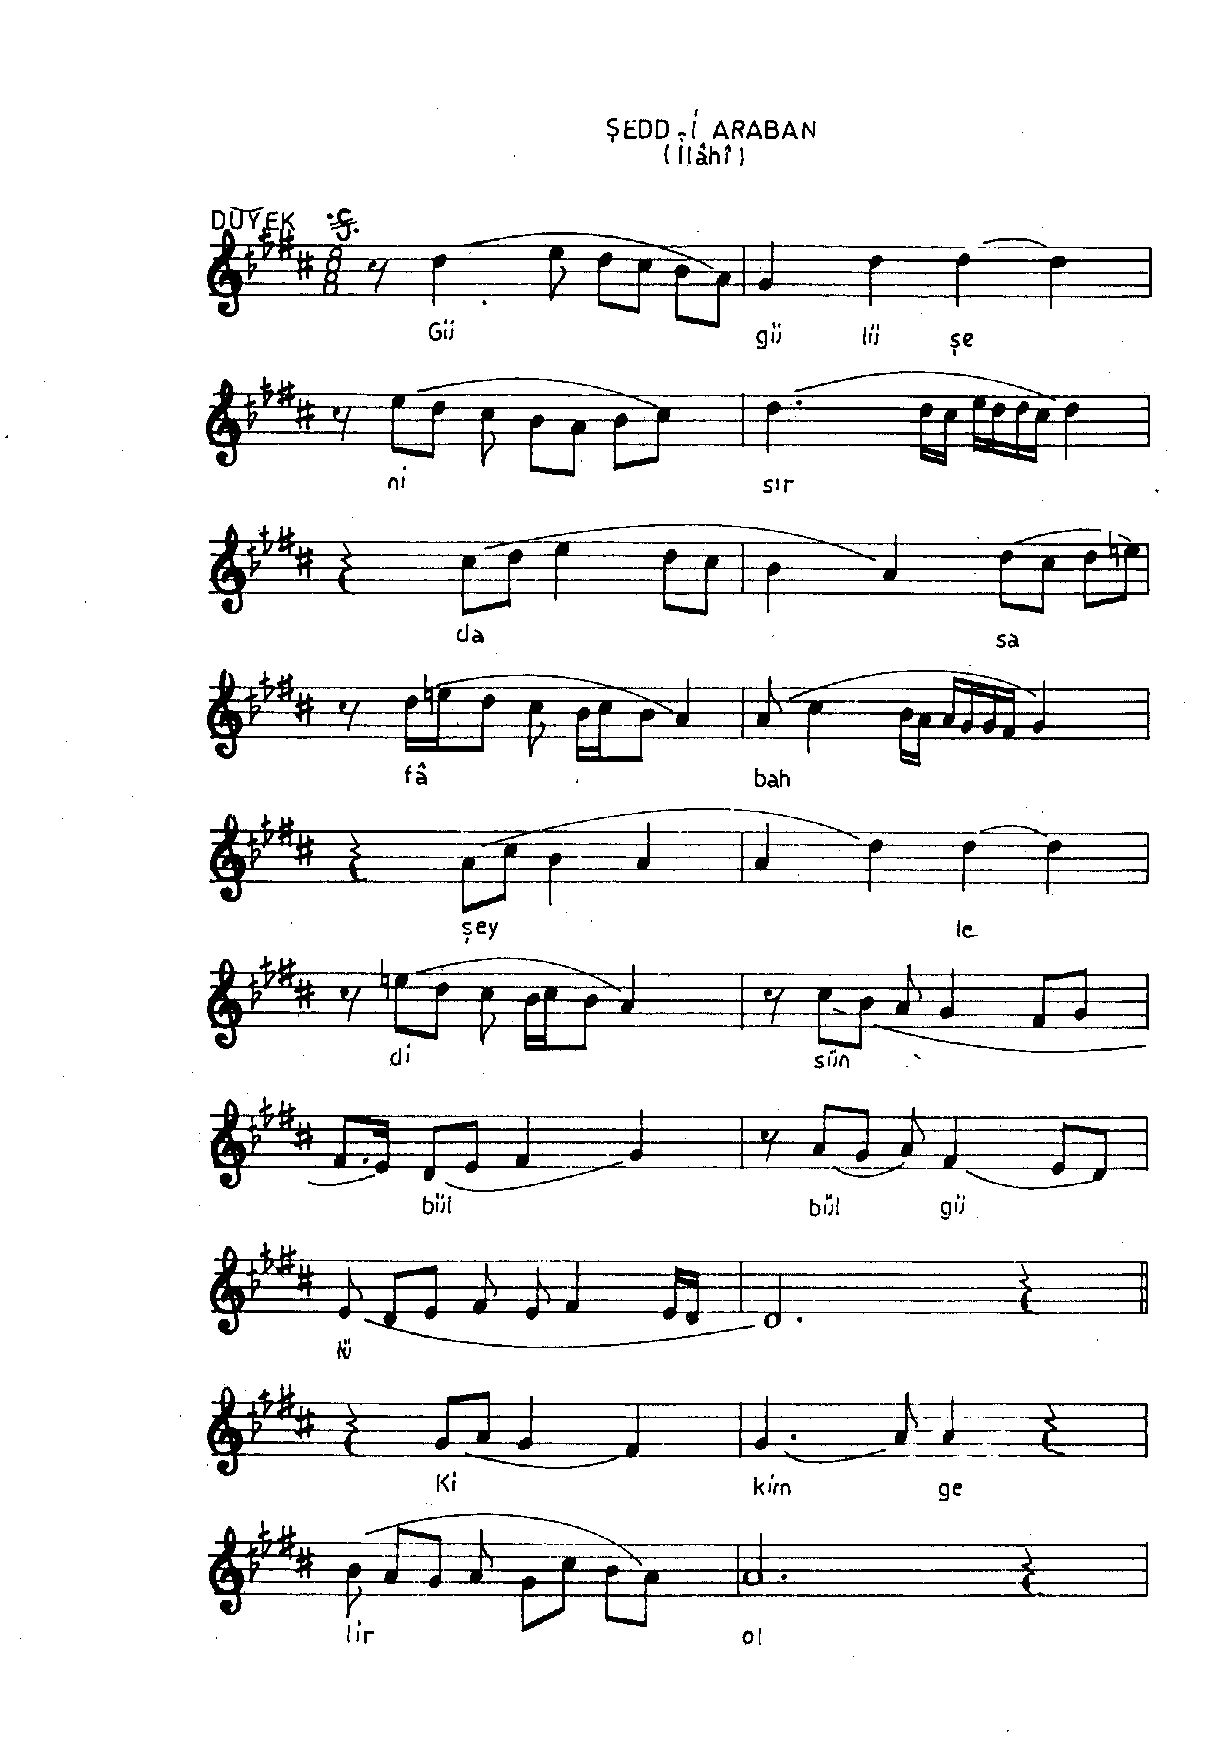 ŞEDD-İ ARABAN
(İlâhî)
DÜYEK
Gü gü lü şe
ni sır
da sa
fâ bah
şey le
di sün
bül bül gü
lü
Ki kim ge
lir ol